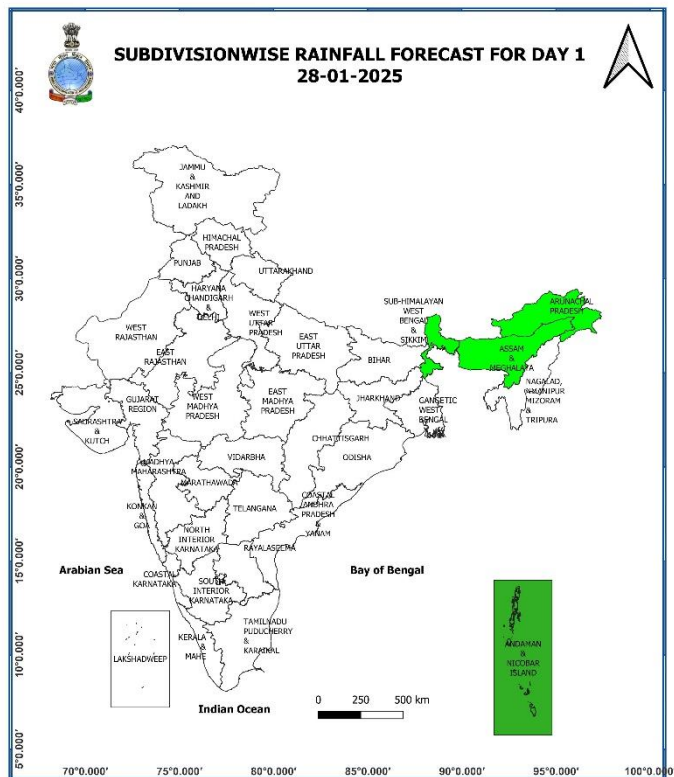 SUBDIVISIONWISE RAINFALL FORECAST FOR DAY 1
28-01-2025
40°0.000'
35°0.000'
30°0.000'
25°0.000'
20°0.000'
15°0.000'
10°0.000'
5°0.000'
JAMMU
&
KASHMIR
AND
LADAKH
HIMACHAL
PRADESH
PUNJAB
UTTARAKHAND
HARYANA
CHANDIGARH
&
DELHI
WEST
RAJASTHAN
EAST
RAJASTHAN
WEST
UTTAR
PRADESH
EAST
UTTAR
PRADESH
SUB-HIMALAYAN
WEST
BENGAL
&
SIKKIM
ARUNACHAL
PRADESH
ASSAM
&
MEGHALAYA
BIHAR
NAGALAD,
MANIPUR
MIZORAM
&
TRIPURA
GUJARAT
REGION
SAURASHTRA
&
KUTCH
WEST
MADHYA
PRADESH
EAST
MADHYA
PRADESH
JHARKHAND
GANGETIC
WEST
BENGAL
CHHATTISGARH
ODISHA
VIDARBHA
MADHYA
MAHARASHTRA
MARATHAWADA
KONKAN
&
GOA
TELANGANA
COASTAL
ANDHRA
PRADESH
&
YANAM
NORTH
INTERIOR
KARNATAKA
RAYALASEEMA
COASTAL
KARNATAKA
SOUTH
INTERIOR
KARNATAKA
Arabian Sea
Bay of Bengal
TAMILNADU
PUDUCHERRY
&
KARAIKAL
KERALA
&
MAHE
LAKSHADWEEP
ANDAMAN
&
NICOBAR
ISLAND
Indian Ocean
0 250 500 km
70°0.000' 75°0.000' 80°0.000' 85°0.000' 90°0.000' 95°0.000' 100°0.000'